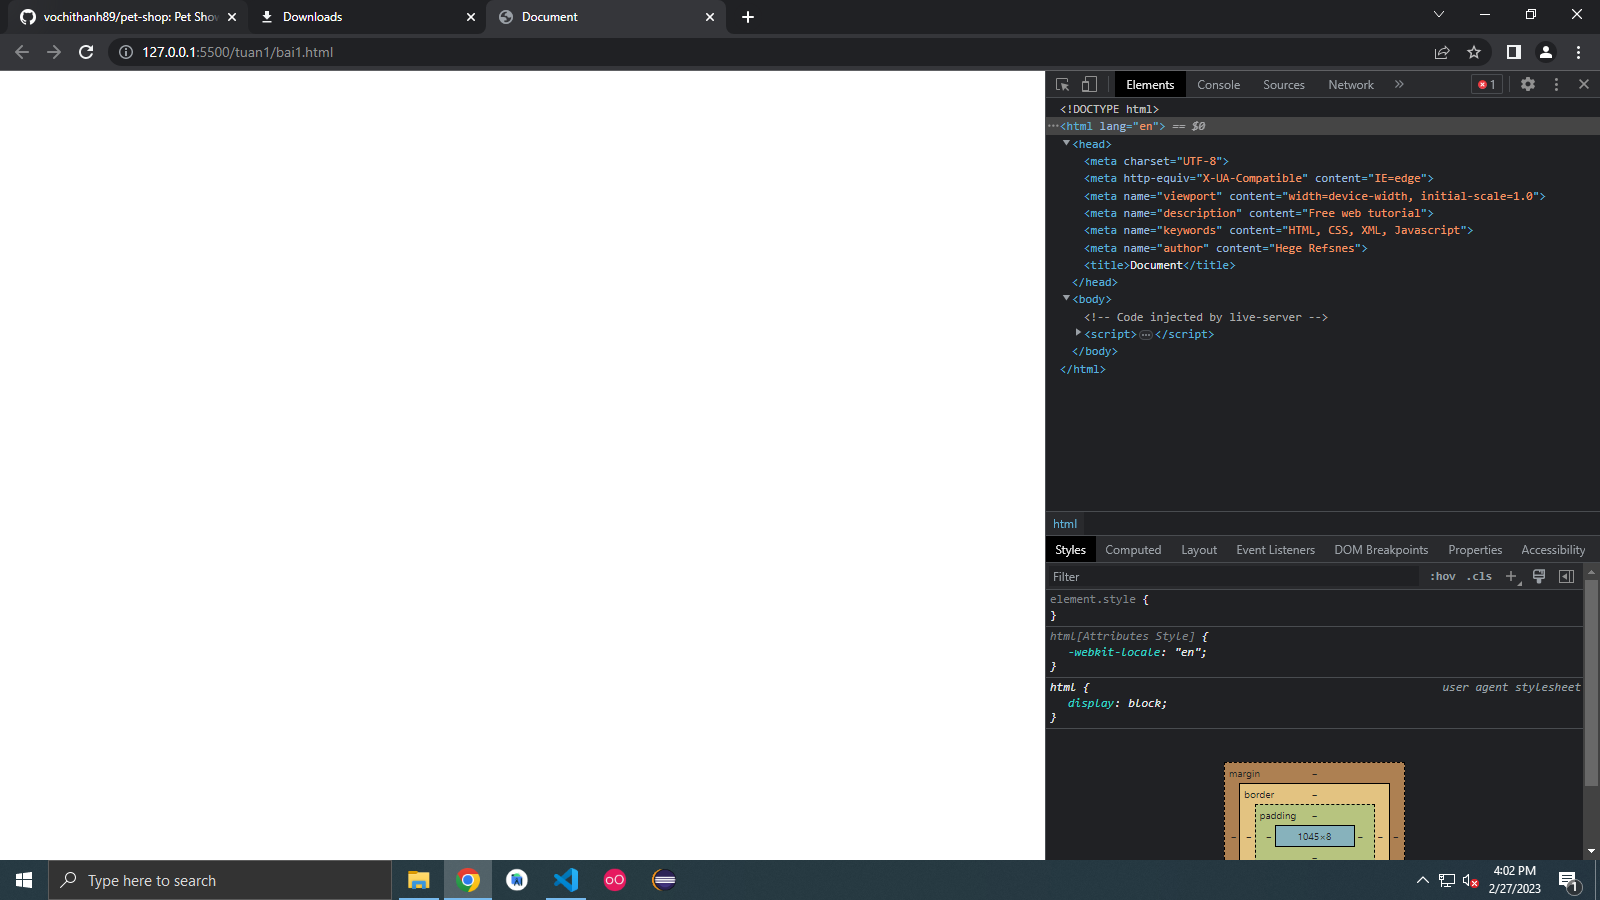 vochithanh89/pet-shop: Pet Sho
Downloads
Document
127.0.0.1:5500/tuan1/bai1.html
Elements Console Sources Network 1
<!DOCTYPE html>
<html lang="en"> == $0
<head>
<meta charset="UTF-8">
<meta http-equiv="X-UA-Compatible" content="IE=edge">
<meta name="viewport" content="width=device-width, initial-scale=1.0">
<meta name="description" content="Free web tutorial">
<meta name="keywords" content="HTML, CSS, XML, Javascript">
<meta name="author" content="Hege Refsnes">
<title>Document</title>
</head>
<body>
<!-- Code injected by live-server -->
<script>…</script>
</body>
</html>
html
Styles Computed Layout Event Listeners DOM Breakpoints Properties Accessibility
Filter :hov .cls
element.style {
}
html[Attributes Style] {
-webkit-locale: "en";
}
html { user agent stylesheet
display: block;
}
margin –
border –
padding –
– – – 1045×8 – – –
–
Type here to search
4:02 PM
2/27/2023
1